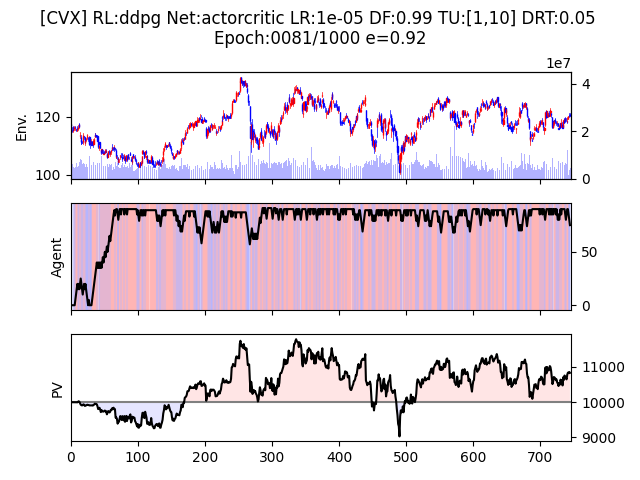 [CVX] RL:ddpg Net:actorcritic LR:1e-05 DF:0.99 TU:[1,10] DRT:0.05
Epoch:0081/1000 e=0.92
1e7
Env.
120
100
4
2
0
Agent
50
0
PV
11000
10000
9000
0 100 200 300 400 500 600 700